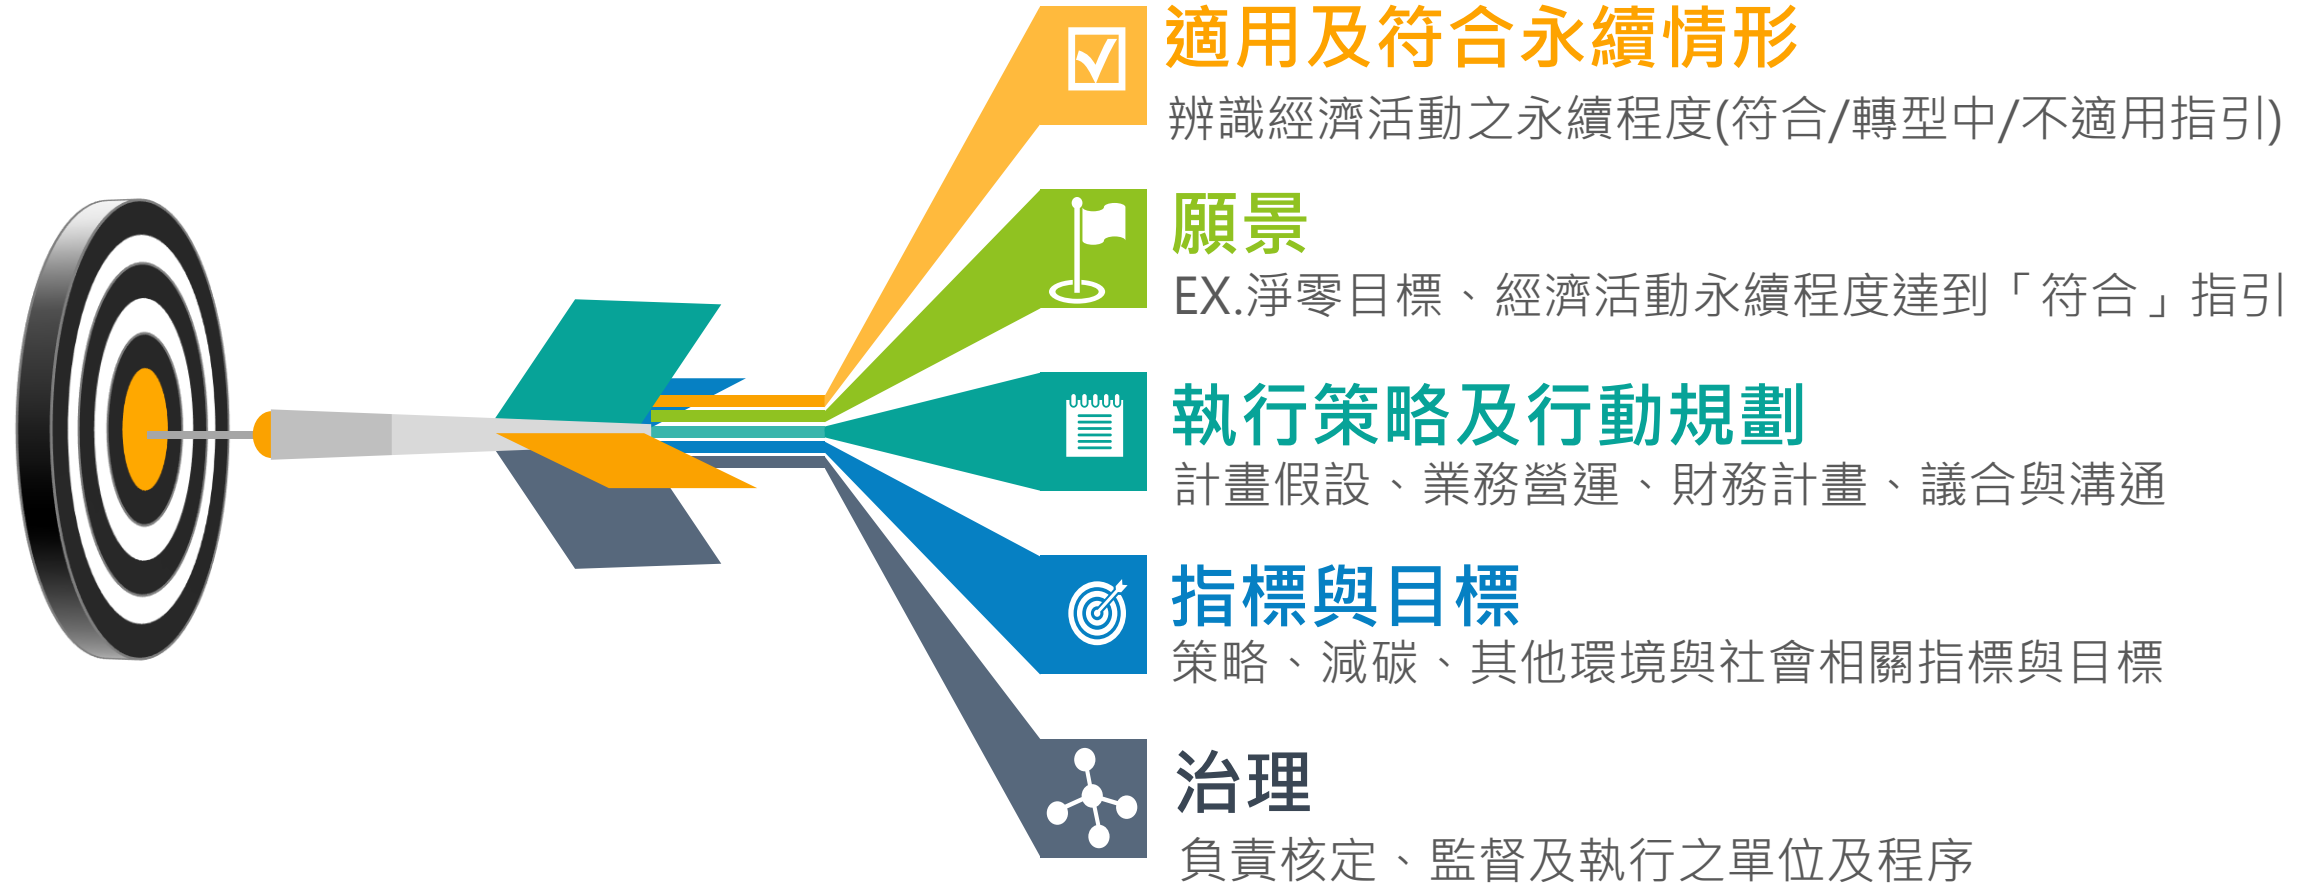 適用及符合永續情形
辨識經濟活動之永續程度(符合/轉型中/不適用指引)
願景
EX.淨零目標、經濟活動永續程度達到「符合」指引
執行策略及行動規劃
計畫假設、業務營運、財務計畫、議合與溝通
指標與目標
策略、減碳、其他環境與社會相關指標與目標
治理
負責核定、監督及執行之單位及程序